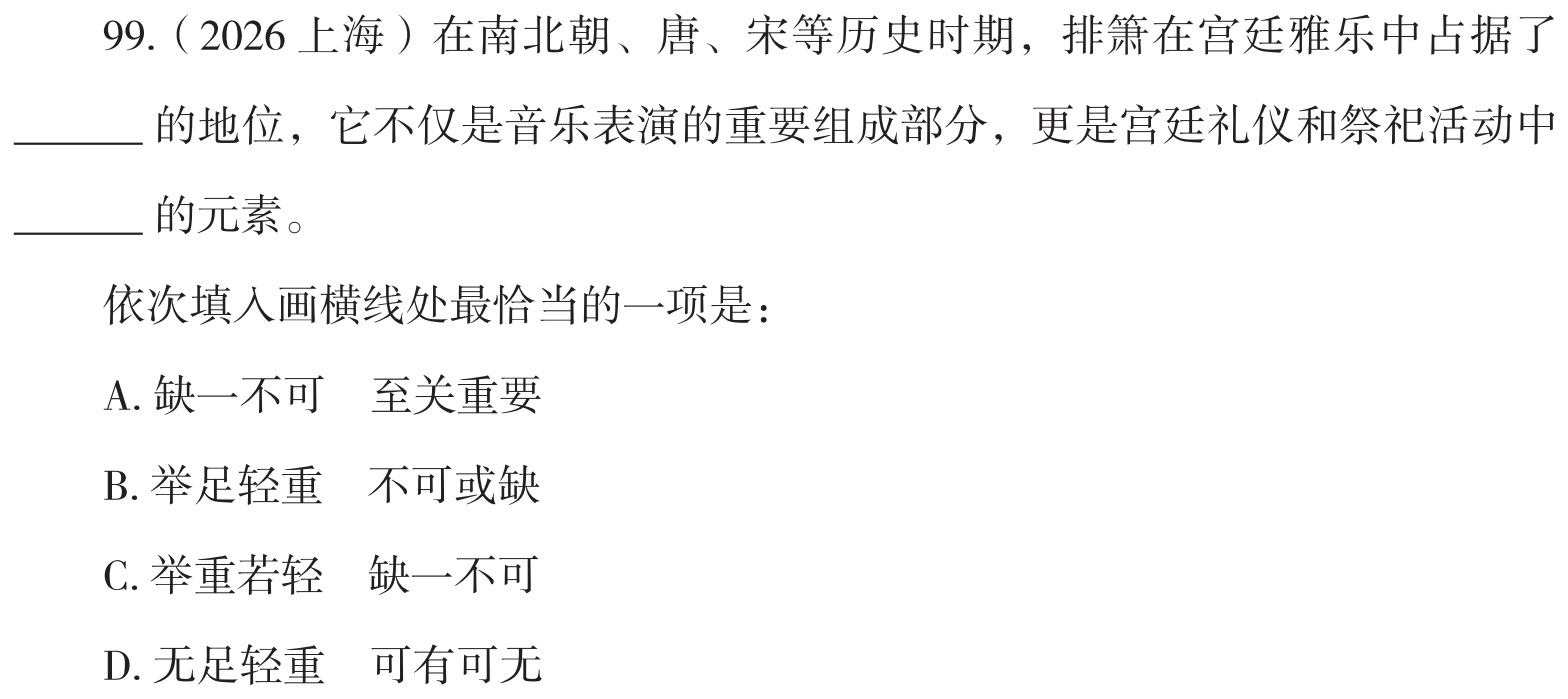 99.（2026 上海）在南北朝、唐、宋等历史时期，排箫在宫廷雅乐中占据了
______ 的地位，它不仅是音乐表演的重要组成部分，更是宫廷礼仪和祭祀活动中
______ 的元素。
依次填入画横线处最恰当的一项是：
A. 缺一不可　至关重要
B. 举足轻重　不可或缺
C. 举重若轻　缺一不可
D. 无足轻重　可有可无